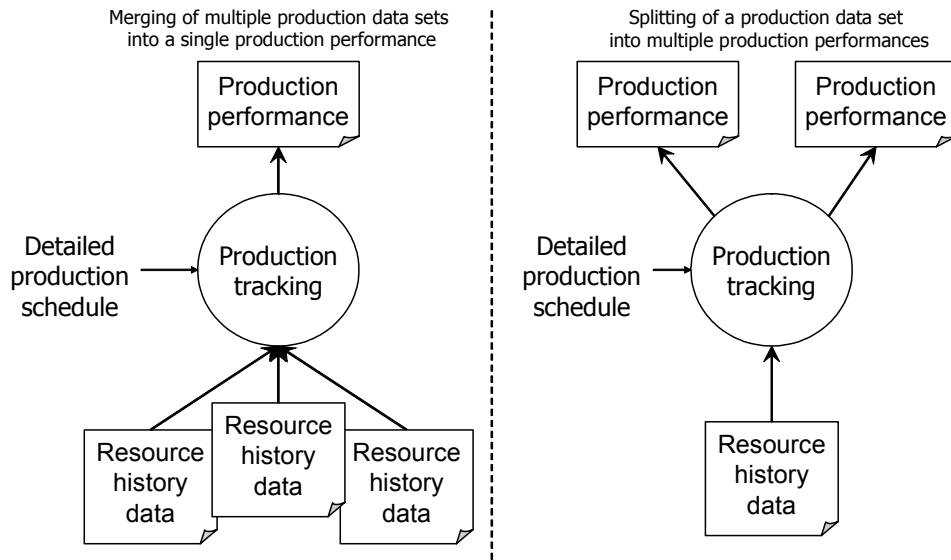 Merging of multiple production data sets
into a single production performance
Production
performance
Detailed
production
schedule
Production
tracking
Resource
history
data
Resource
history
data
Resource
history
data
Splitting of a production data set
into multiple production performances
Production
performance
Production
performance
Detailed
production
schedule
Production
tracking
Resource
history
data